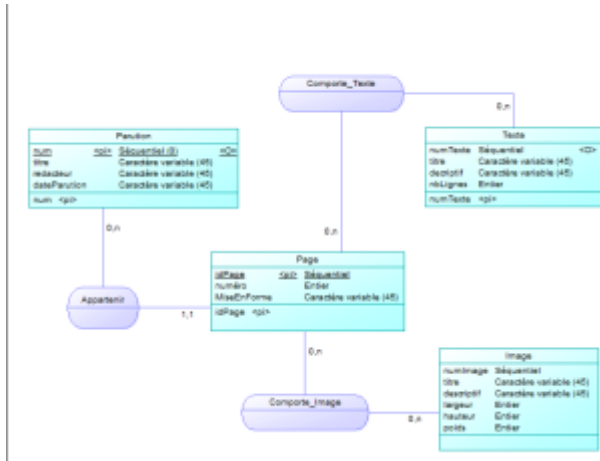 Comporte_Texte
0,n
Parution
num <pi> Séquentiel (8) <O>
titre Caractère variable (45)
redacteur Caractère variable (45)
dateParution Caractère variable (45)
num <pi>
Texte
numTexte Séquentiel <O>
titre Caractère variable (45)
descriptif Caractère variable (45)
nbLignes Entier
numTexte <pi>
0,n
0,n
Page
idPage <pi> Séquentiel
numéro Entier
MiseEnForme Caractère variable (45)
idPage <pi>
Appartenir
1,1
0,n
Image
numImage Séquentiel
titre Caractère variable (45)
descriptif Caractère variable (45)
largeur Entier
hauteur Entier
poids Entier
Comporte_Image
0,n